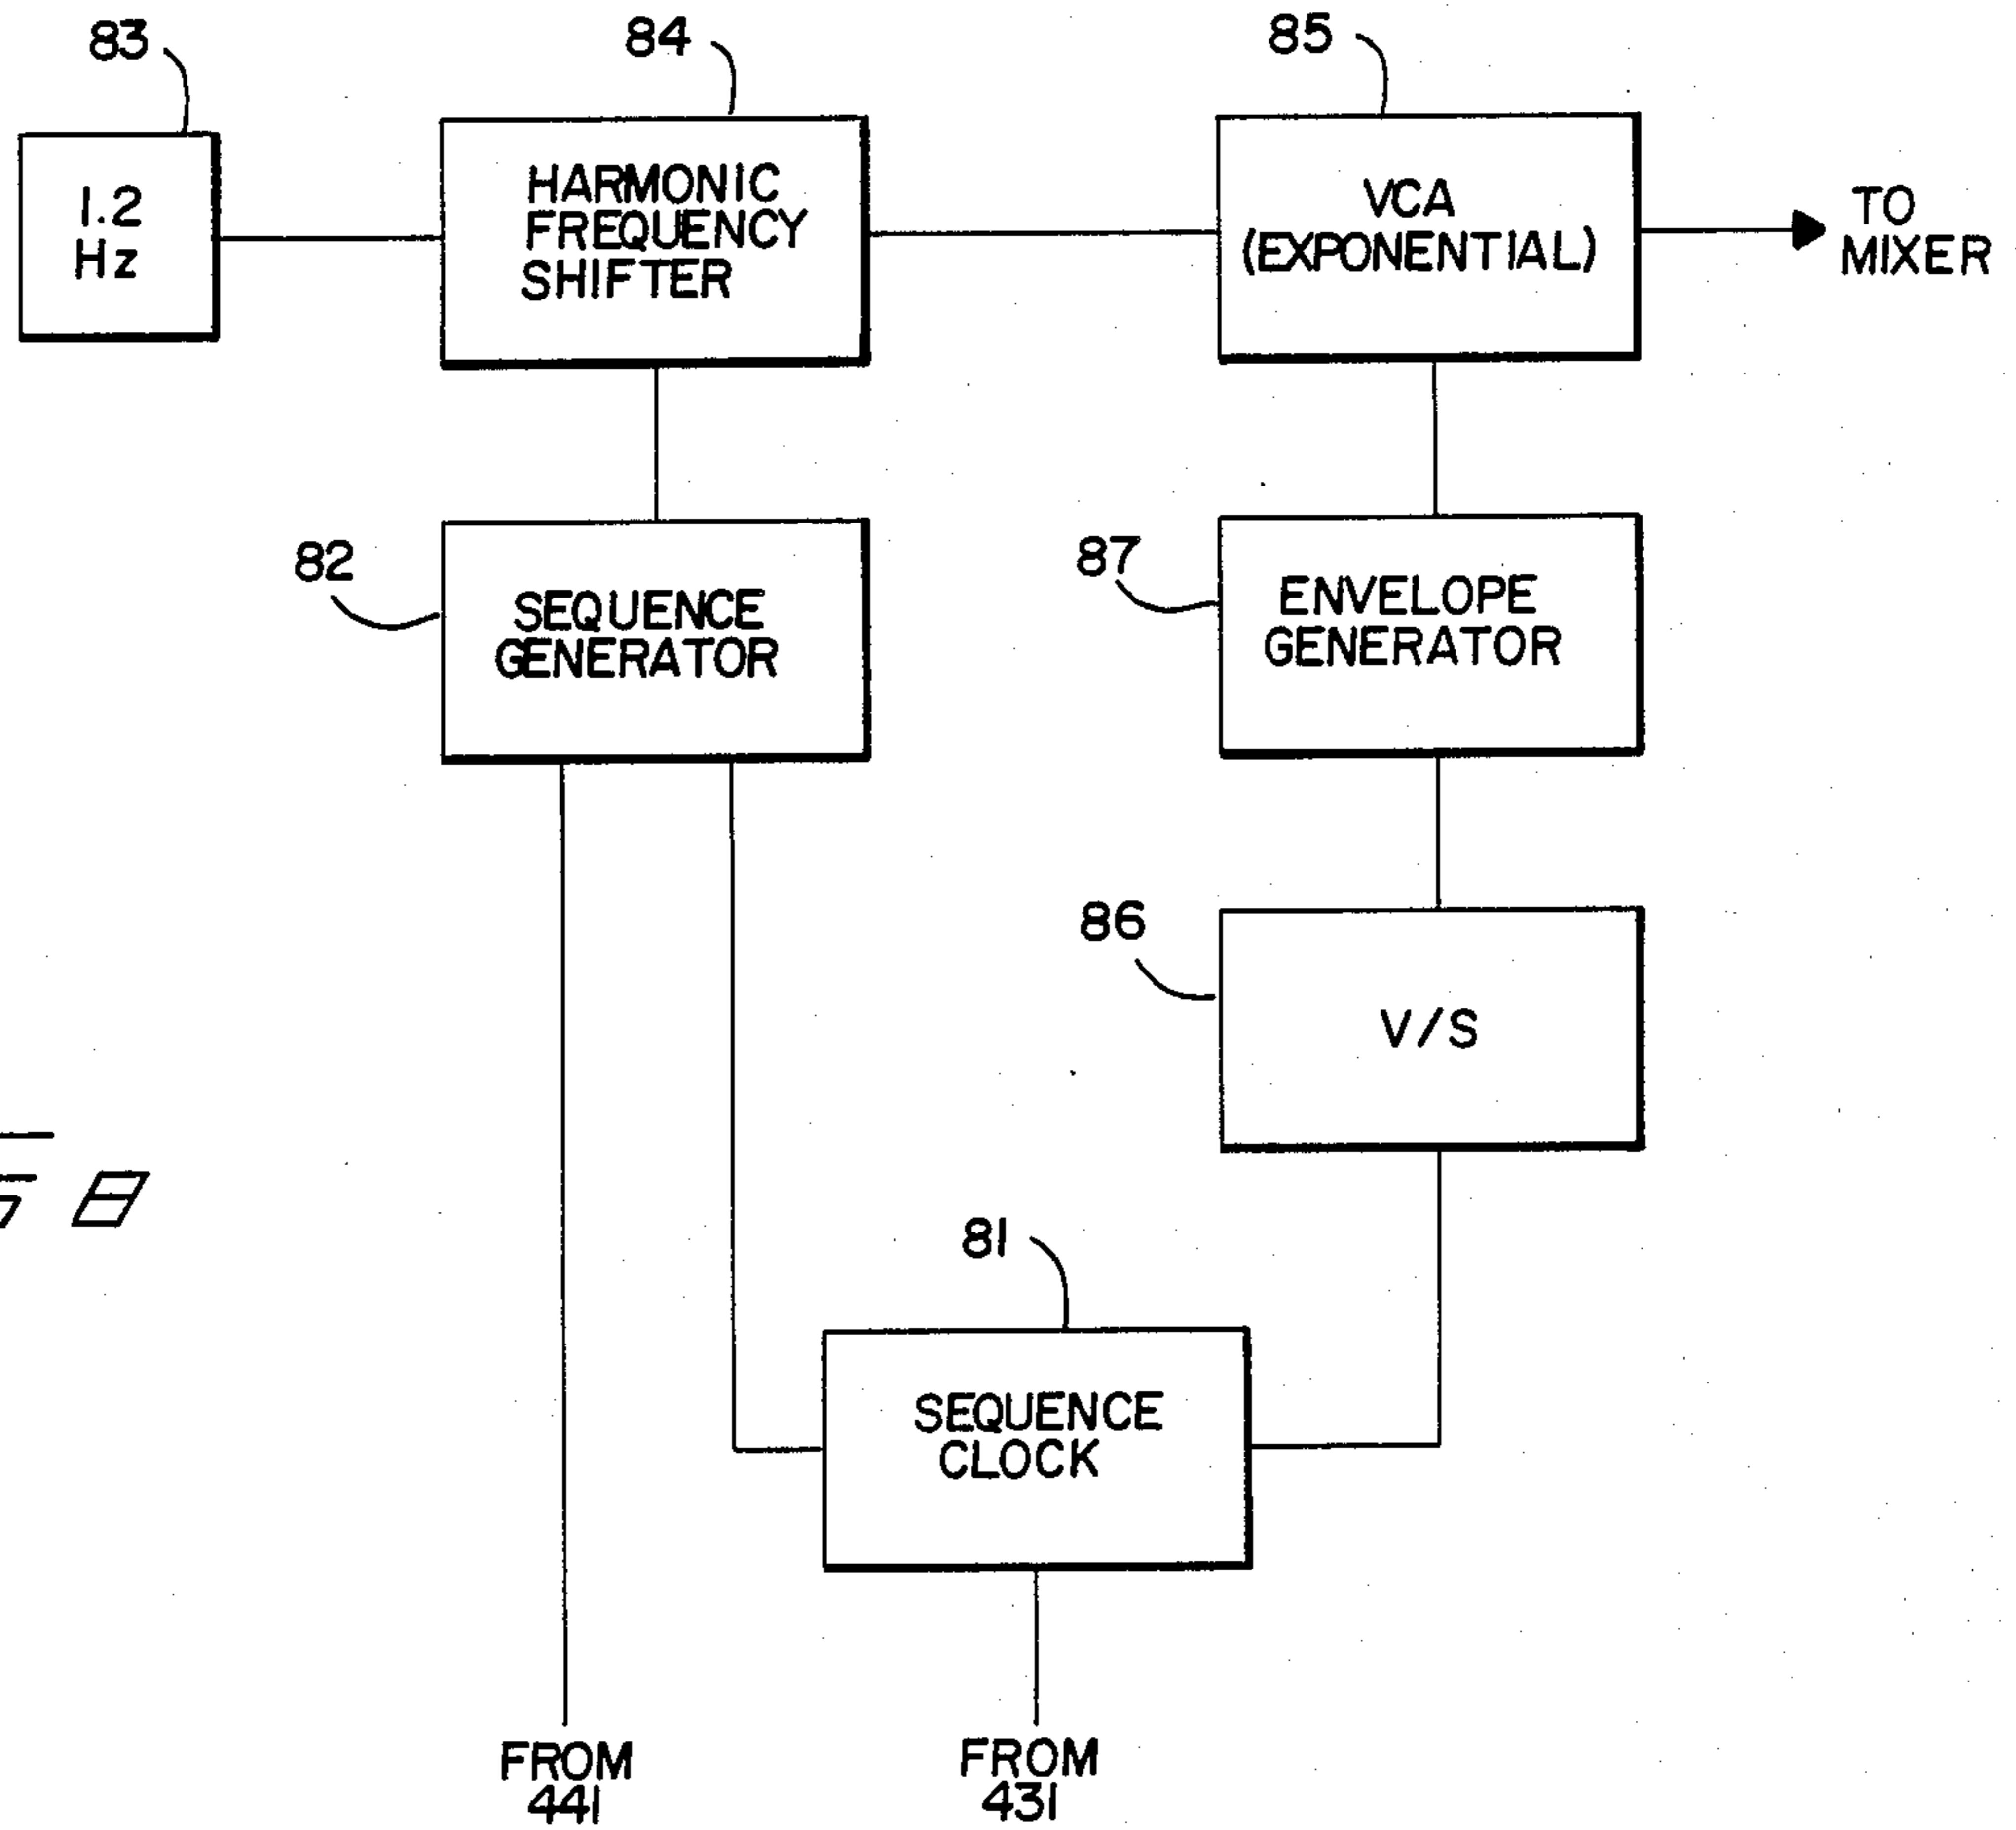 83
84
85
1.2
Hz
HARMONIC
FREQUENCY
SHIFTER
VCA
(EXPONENTIAL)
TO
MIXER
82
SEQUENCE
GENERATOR
87
ENVELOPE
GENERATOR
86
V/S
8
81
SEQUENCE
CLOCK
FROM
441
FROM
431